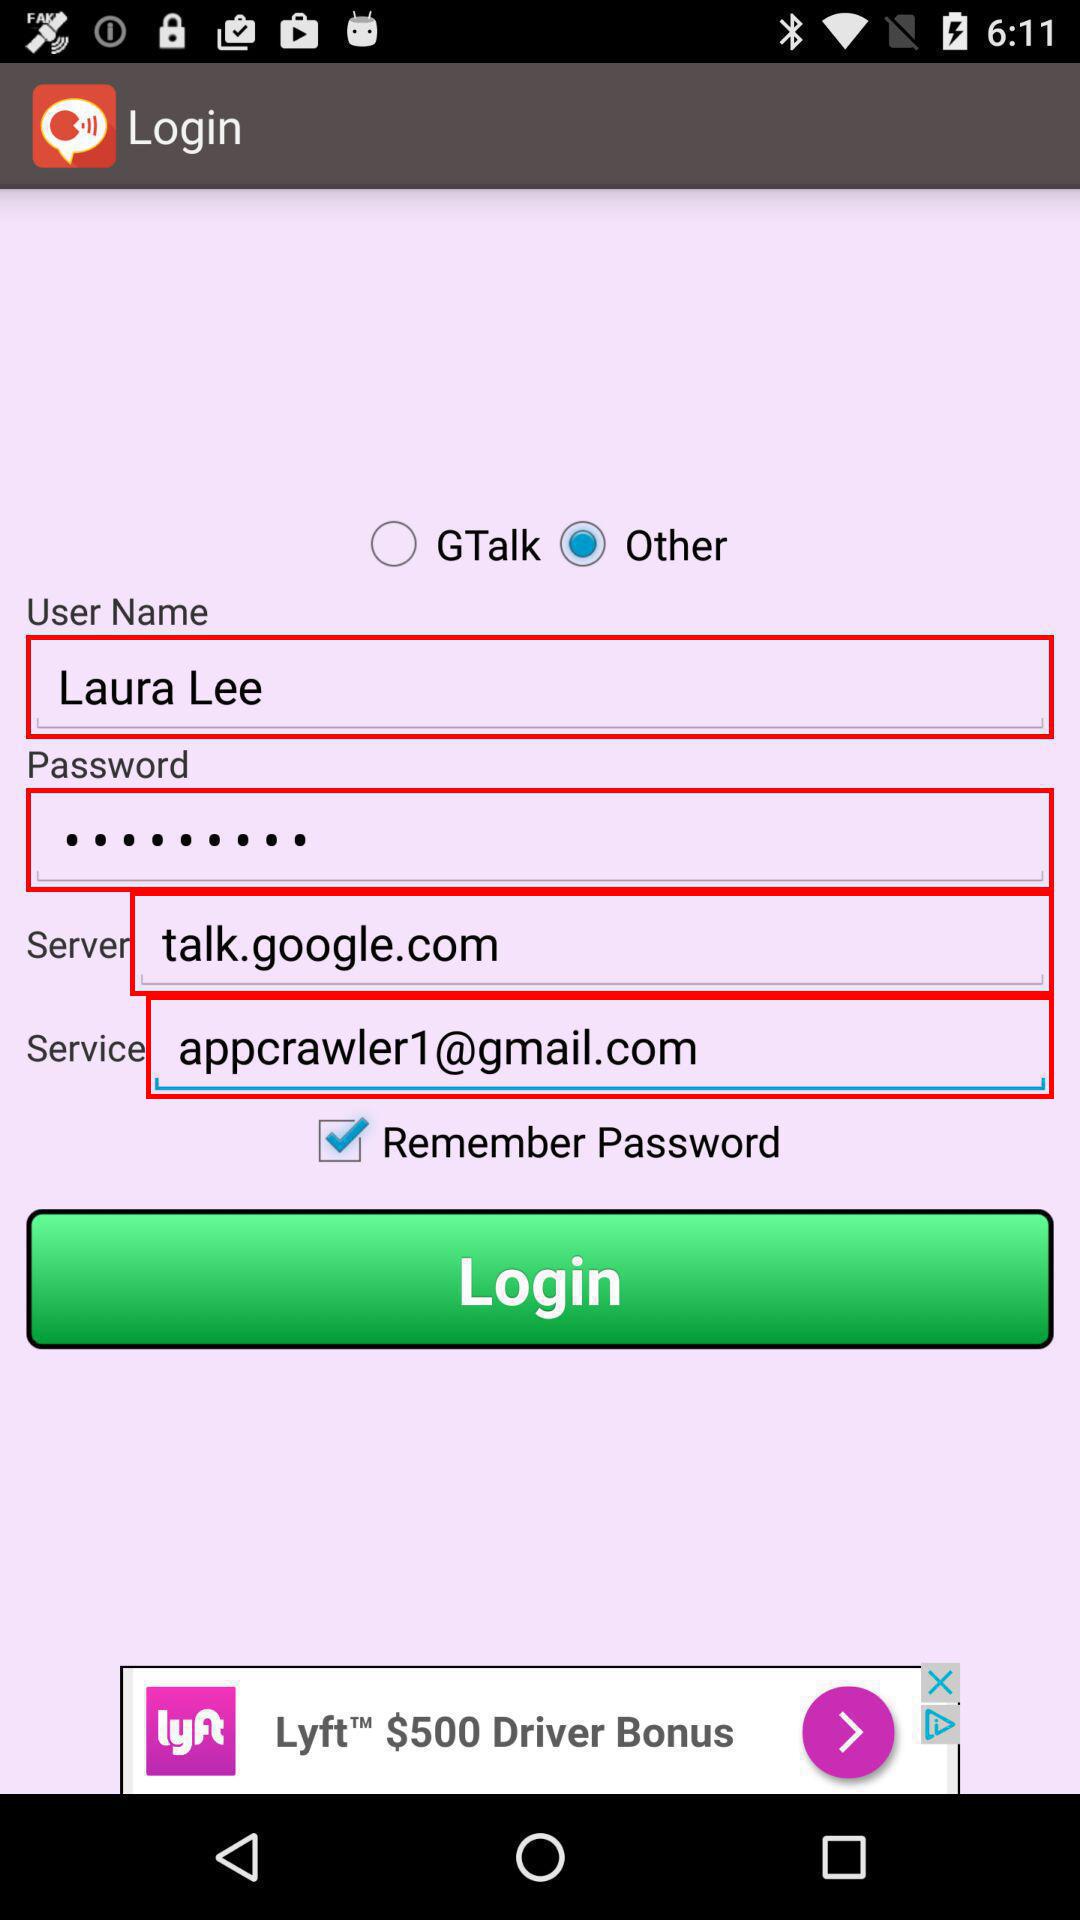 FAKE
6:11
Login
GTalk Other
User Name
Laura Lee
Password
•••••••••
Server talk.google.com
Service appcrawler1@gmail.com
Remember Password
Login
lyft Lyft™ $500 Driver Bonus